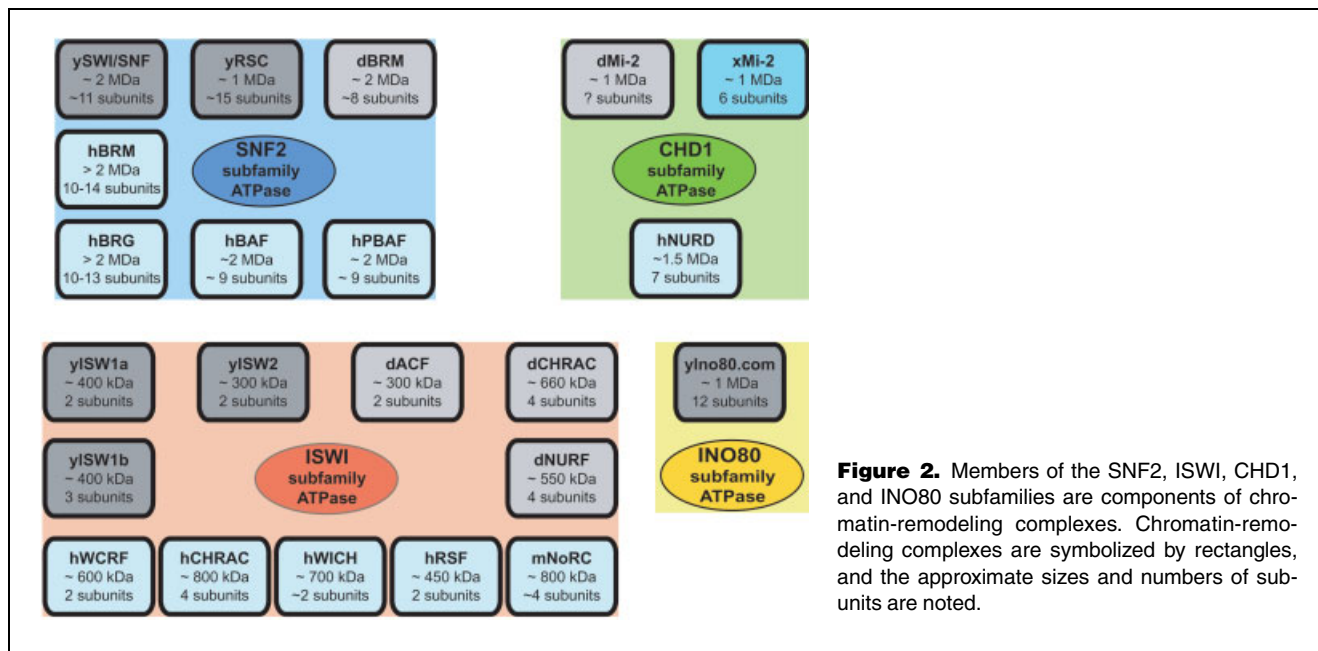 ySWI/SNF
~ 2 MDa
~11 subunits
yRSC
~ 1 MDa
~15 subunits
dBRM
~ 2 MDa
~8 subunits
hBRM
> 2 MDa
10-14 subunits
SNF2
subfamily
ATPase
hBRG
> 2 MDa
10-13 subunits
hBAF
~2 MDa
~ 9 subunits
hPBAF
~ 2 MDa
~ 9 subunits
dMi-2
~ 1 MDa
? subunits
xMi-2
~ 1 MDa
6 subunits
CHD1
subfamily
ATPase
hNURD
~1.5 MDa
7 subunits
yISW1a
~ 400 kDa
2 subunits
yISW2
~ 300 kDa
2 subunits
dACF
~ 300 kDa
2 subunits
dCHRAC
~ 660 kDa
4 subunits
yISW1b
~ 400 kDa
3 subunits
ISWI
subfamily
ATPase
dNURF
~ 550 kDa
4 subunits
hWCRF
~ 600 kDa
2 subunits
hCHRAC
~ 800 kDa
4 subunits
hWICH
~ 700 kDa
~2 subunits
hRSF
~ 450 kDa
2 subunits
mNoRC
~ 800 kDa
~4 subunits
yIno80.com
~ 1 MDa
12 subunits
INO80
subfamily
ATPase
Figure 2. Members of the SNF2, ISWI, CHD1,
and INO80 subfamilies are components of chro-
matin-remodeling complexes. Chromatin-remo-
deling complexes are symbolized by rectangles,
and the approximate sizes and numbers of sub-
units are noted.